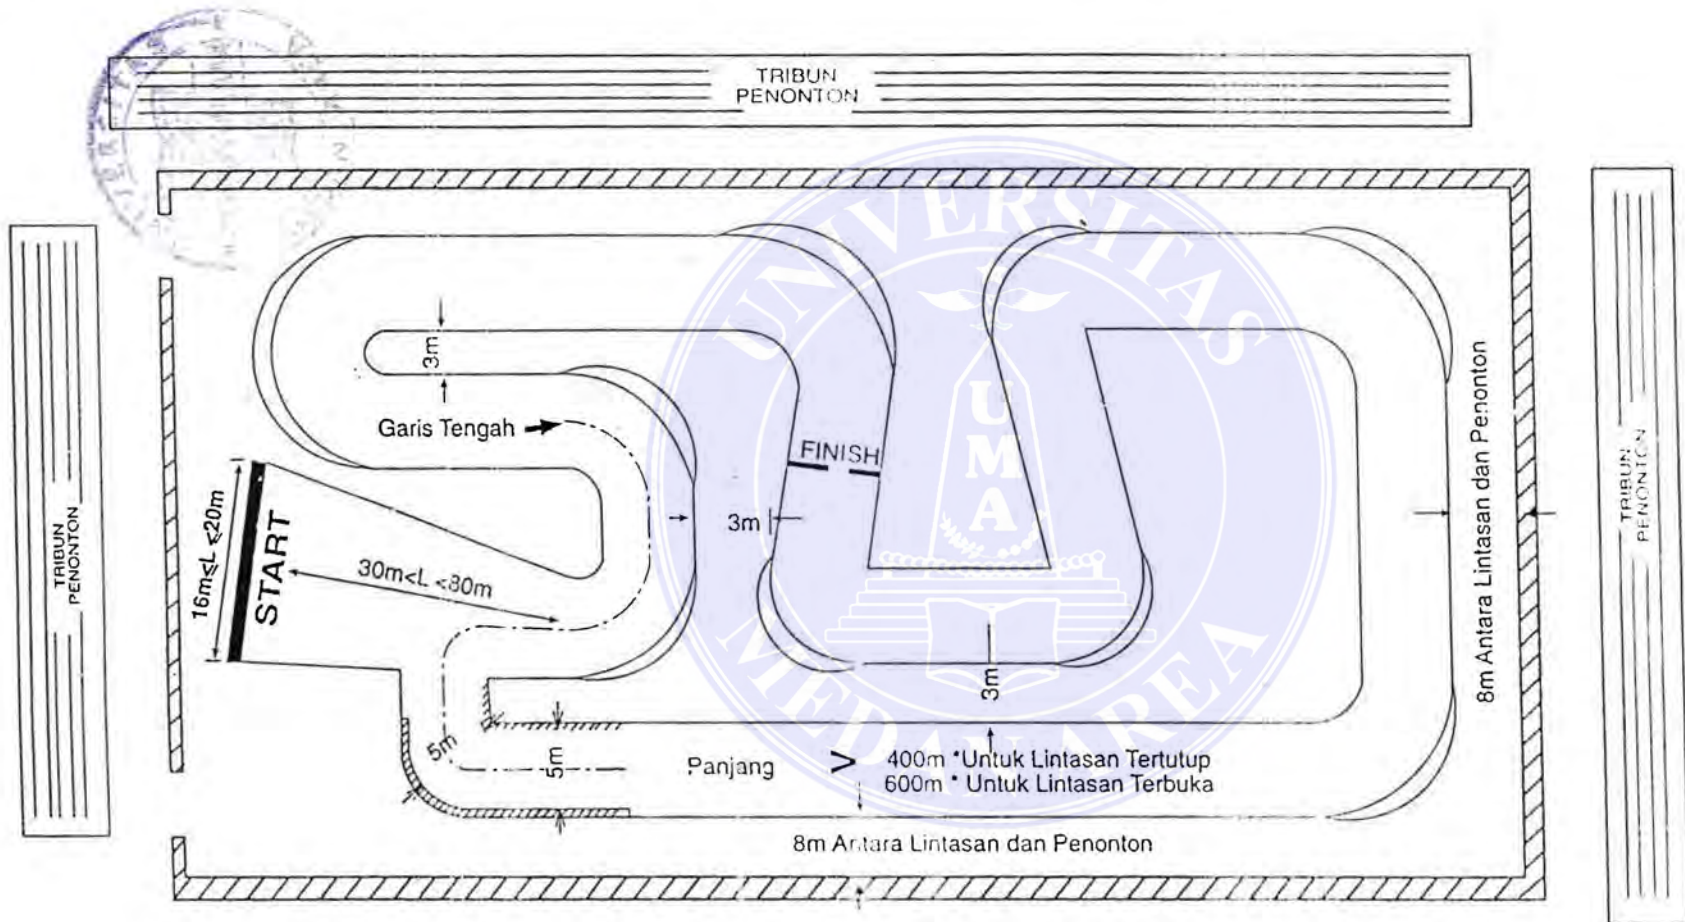 TRIBUN
PENONTON
TRIBUN
PENONTON
UNIVERSITAS
MEDAN AREA
UMA
3m
Garis Tengah
FINISH
16m≤L ≤20m
START
30m<L <80m
3m
3m
5m
5m
Panjang >
400m *Untuk Lintasan Tertutup
600m * Untuk Lintasan Terbuka
8m Antara Lintasan dan Penonton
8m Antara Lintasan dan Penonton
TRIBUN
PENONTON